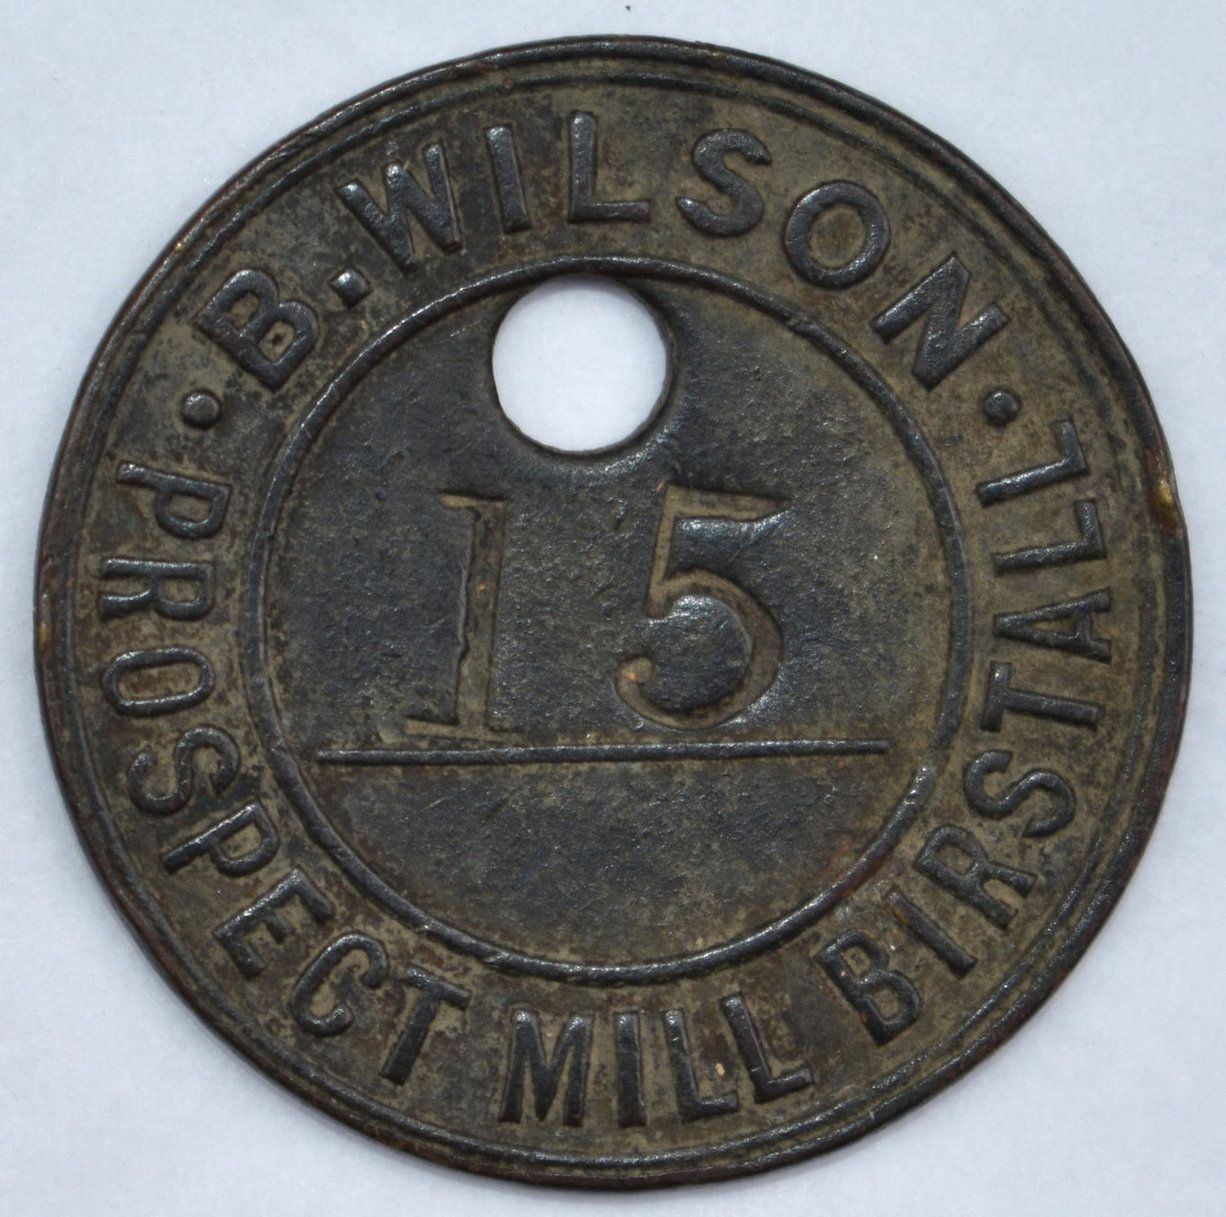 · B. WILSON ·
PROSPECT MILL BIRSTALL
15